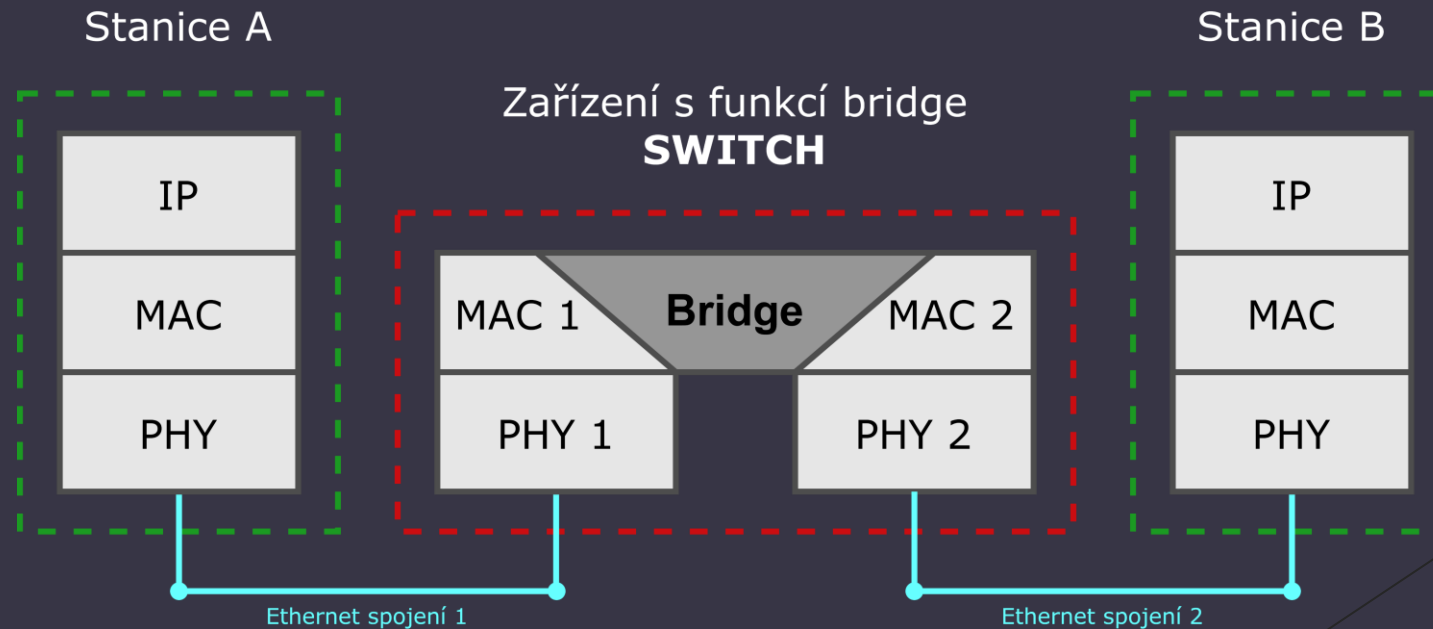 Stanice A
Stanice B
Zařízení s funkcí bridge
SWITCH
IP
MAC
PHY
MAC 1
Bridge
MAC 2
PHY 1
PHY 2
IP
MAC
PHY
Ethernet spojení 1
Ethernet spojení 2